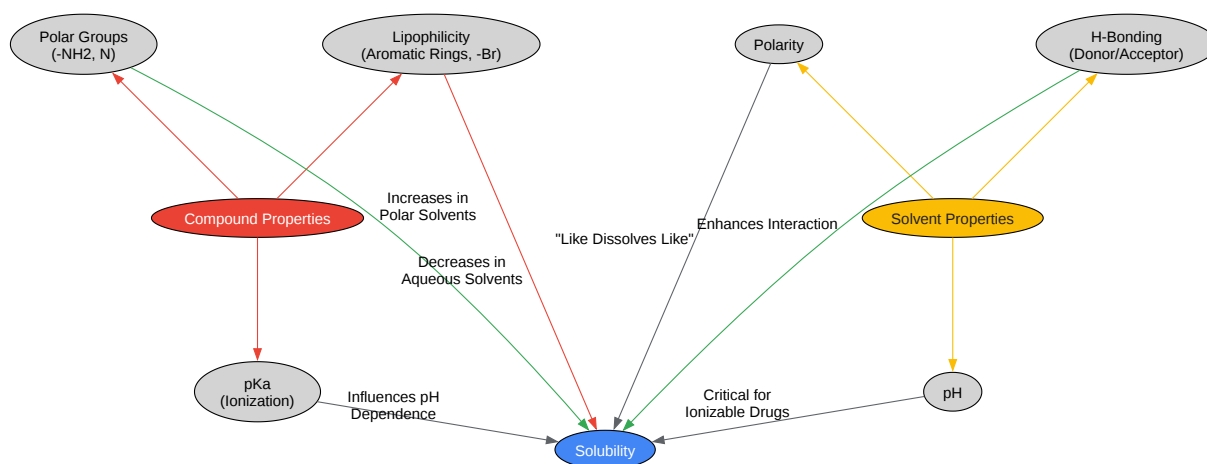 Polar Groups
(-NH2, N)
Lipophilicity
(Aromatic Rings, -Br)
Polarity
H-Bonding
(Donor/Acceptor)
Compound Properties
Increases in
Polar Solvents
"Like Dissolves Like"
Enhances Interaction
Solvent Properties
Decreases in
Aqueous Solvents
pKa
(Ionization)
Influences pH
Dependence
Critical for
Ionizable Drugs
pH
Solubility